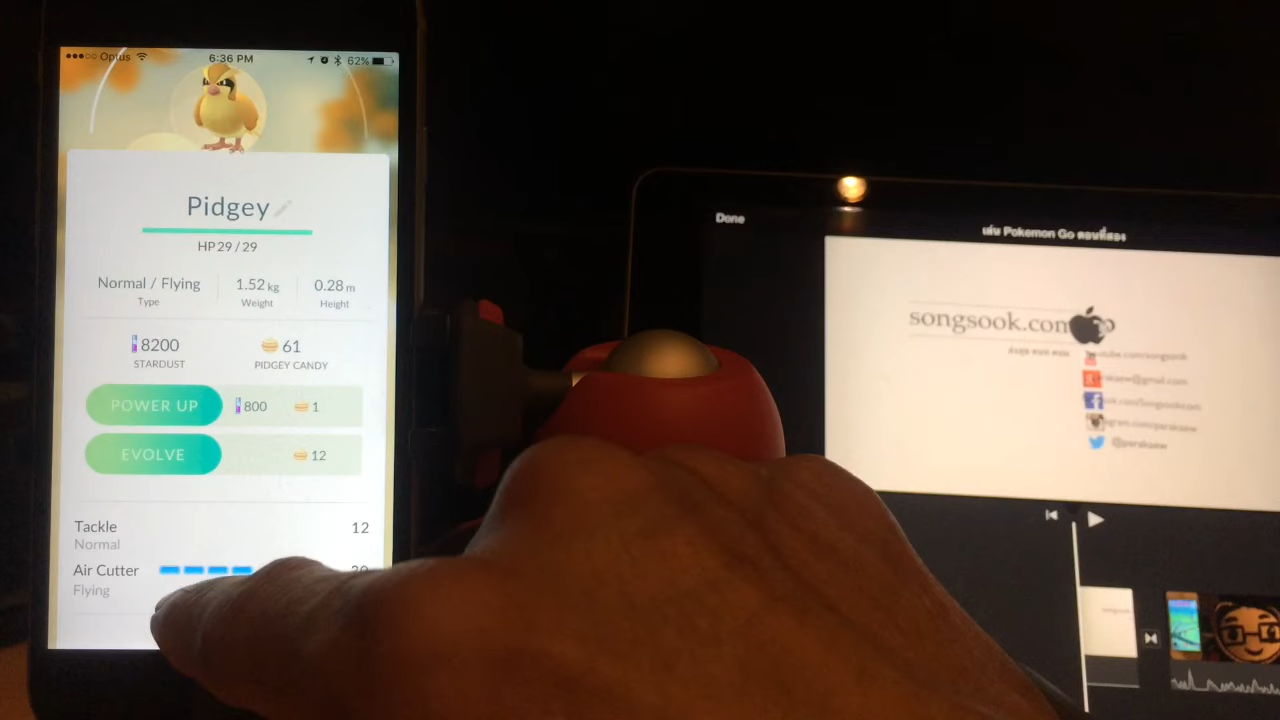 Optus
6:36 PM
62%
Pidgey
HP 29 / 29
Normal / Flying
1.52 kg
0.28 m
Type
Weight
Height
8200
61
STARDUST
PIDGEY CANDY
POWER UP
800
1
EVOLVE
12
Tackle
12
Normal
Air Cutter
Flying
Done
เล่น Pokemon Go ตอนที่สอง
songsook.com
@parakaaw